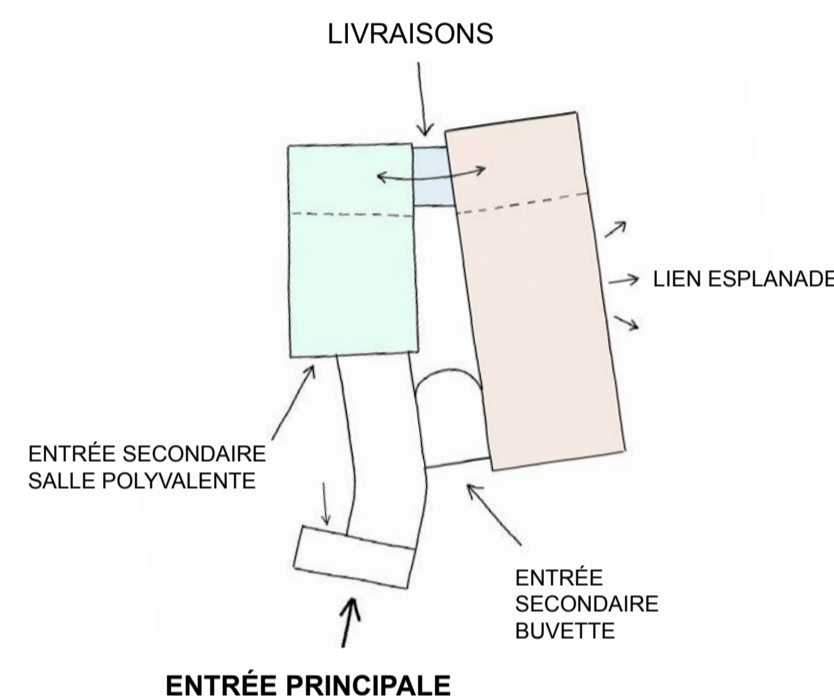 LIVRAISONS
LIEN ESPLANADE
ENTRÉE SECONDAIRE
SALLE POLYVALENTE
ENTRÉE
SECONDAIRE
BUVETTE
ENTRÉE PRINCIPALE